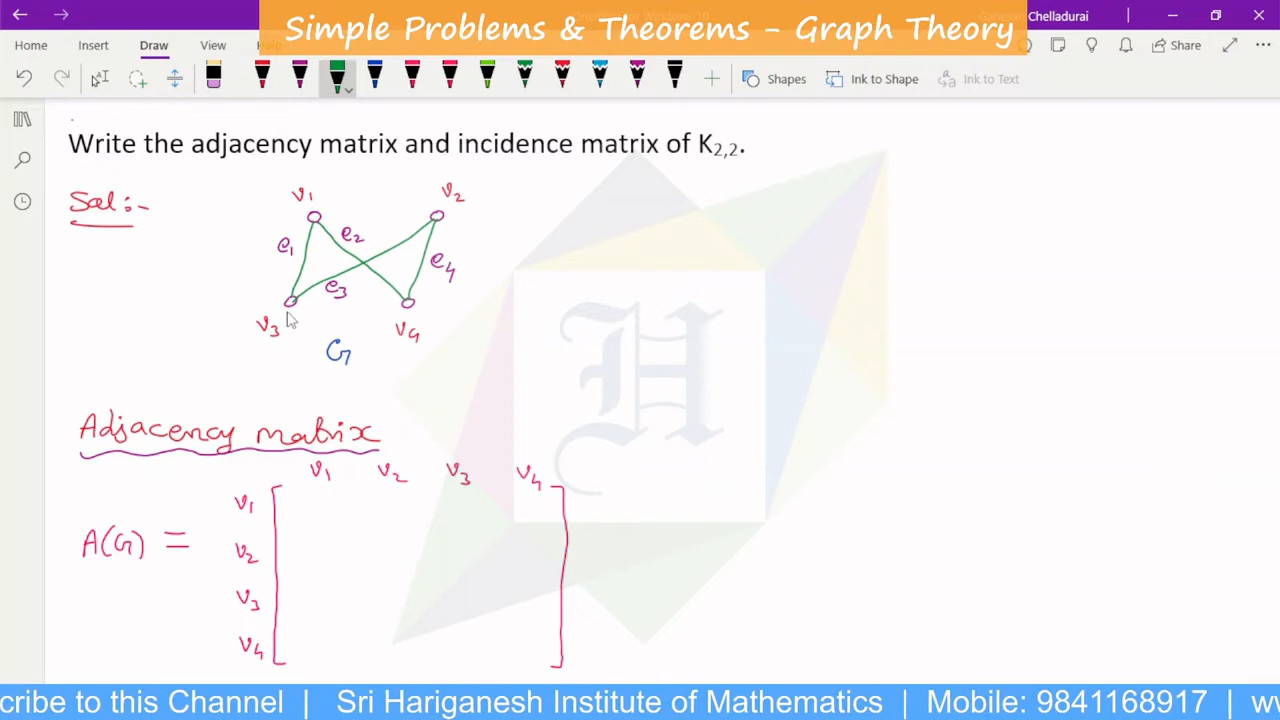 Simple Problems & Theorems - Graph Theory
Chelladurai
Home Insert Draw View Share
Shapes Ink to Shape Ink to Text
Write the adjacency matrix and incidence matrix of K2,2.
Sol:-
v1 v2
e1 e2 e4
e3
v3 v4
G
Adjacency matrix
v1 v2 v3 v4
v1
A(G) =
v2
v3
v4
H
cribe to this Channel | Sri Hariganesh Institute of Mathematics | Mobile: 9841168917 | ww